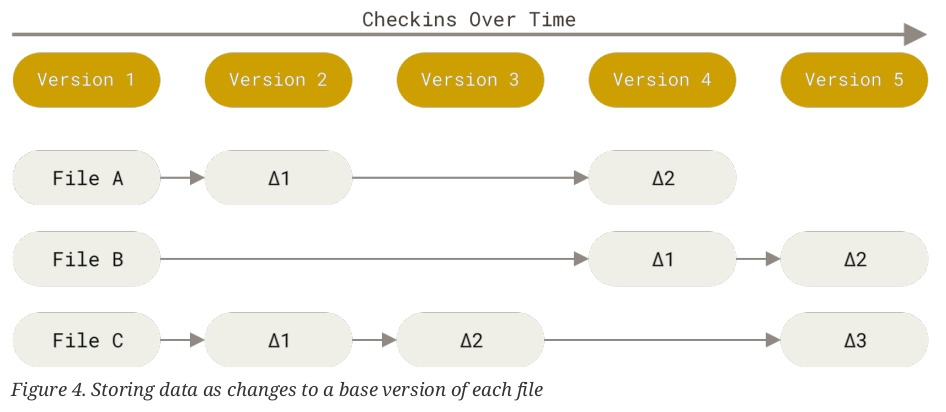 Checkins Over Time
Version 1 Version 2 Version 3 Version 4 Version 5
File A Δ1 Δ2
File B Δ1 Δ2
File C Δ1 Δ2 Δ3
Figure 4. Storing data as changes to a base version of each file